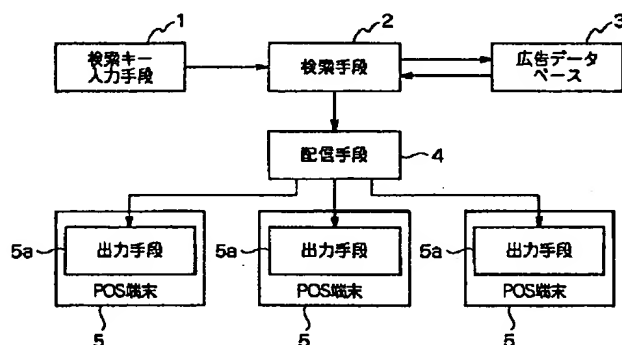 1
検索キー
入力手段
2
検索手段
3
広告データ
ベース
配信手段
4
5a
出力手段
POS端末
5
5a
出力手段
POS端末
5
5a
出力手段
POS端末
5